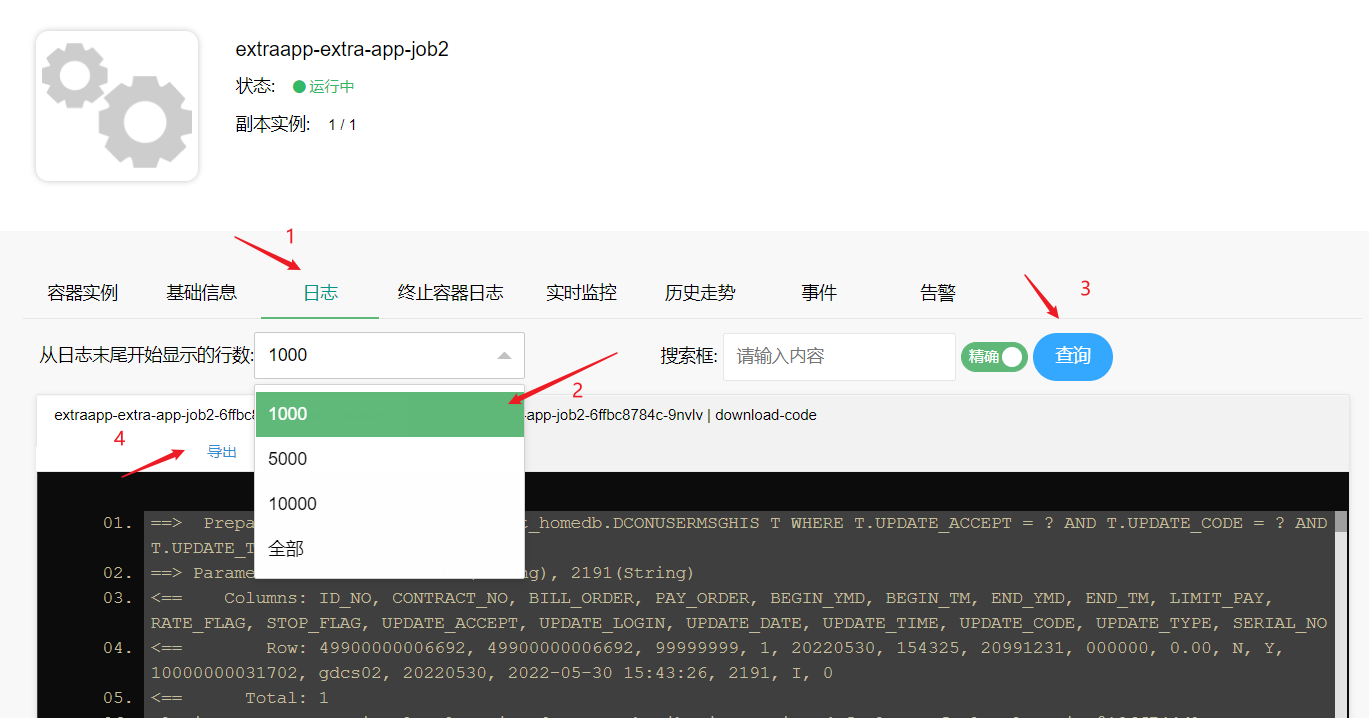 extraapp-extra-app-job2
状态: 运行中
副本实例: 1 / 1
1
3
容器实例 基础信息 日志 终止容器日志 实时监控 历史走势 事件 告警
从日志末尾开始显示的行数: 1000 搜索框: 请输入内容 精确 查询
2
1000
extraapp-extra-app-job2-6ffbc8 -app-job2-6ffbc8784c-9nvlv | download-code
4
导出
5000
10000
全部
01. ==> Prepa t_homedb.DCONUSERMSGHIS T WHERE T.UPDATE_ACCEPT = ? AND T.UPDATE_CODE = ? AND
T.UPDATE_T
02. ==> Parame ng), 2191(String)
03. <== Columns: ID_NO, CONTRACT_NO, BILL_ORDER, PAY_ORDER, BEGIN_YMD, BEGIN_TM, END_YMD, END_TM, LIMIT_PAY,
RATE_FLAG, STOP_FLAG, UPDATE_ACCEPT, UPDATE_LOGIN, UPDATE_DATE, UPDATE_TIME, UPDATE_CODE, UPDATE_TYPE, SERIAL_NO
04. <== Row: 49900000006692, 49900000006692, 99999999, 1, 20220530, 154325, 20991231, 000000, 0.00, N, Y,
10000000031702, gdcs02, 20220530, 2022-05-30 15:43:26, 2191, I, 0
05. <== Total: 1